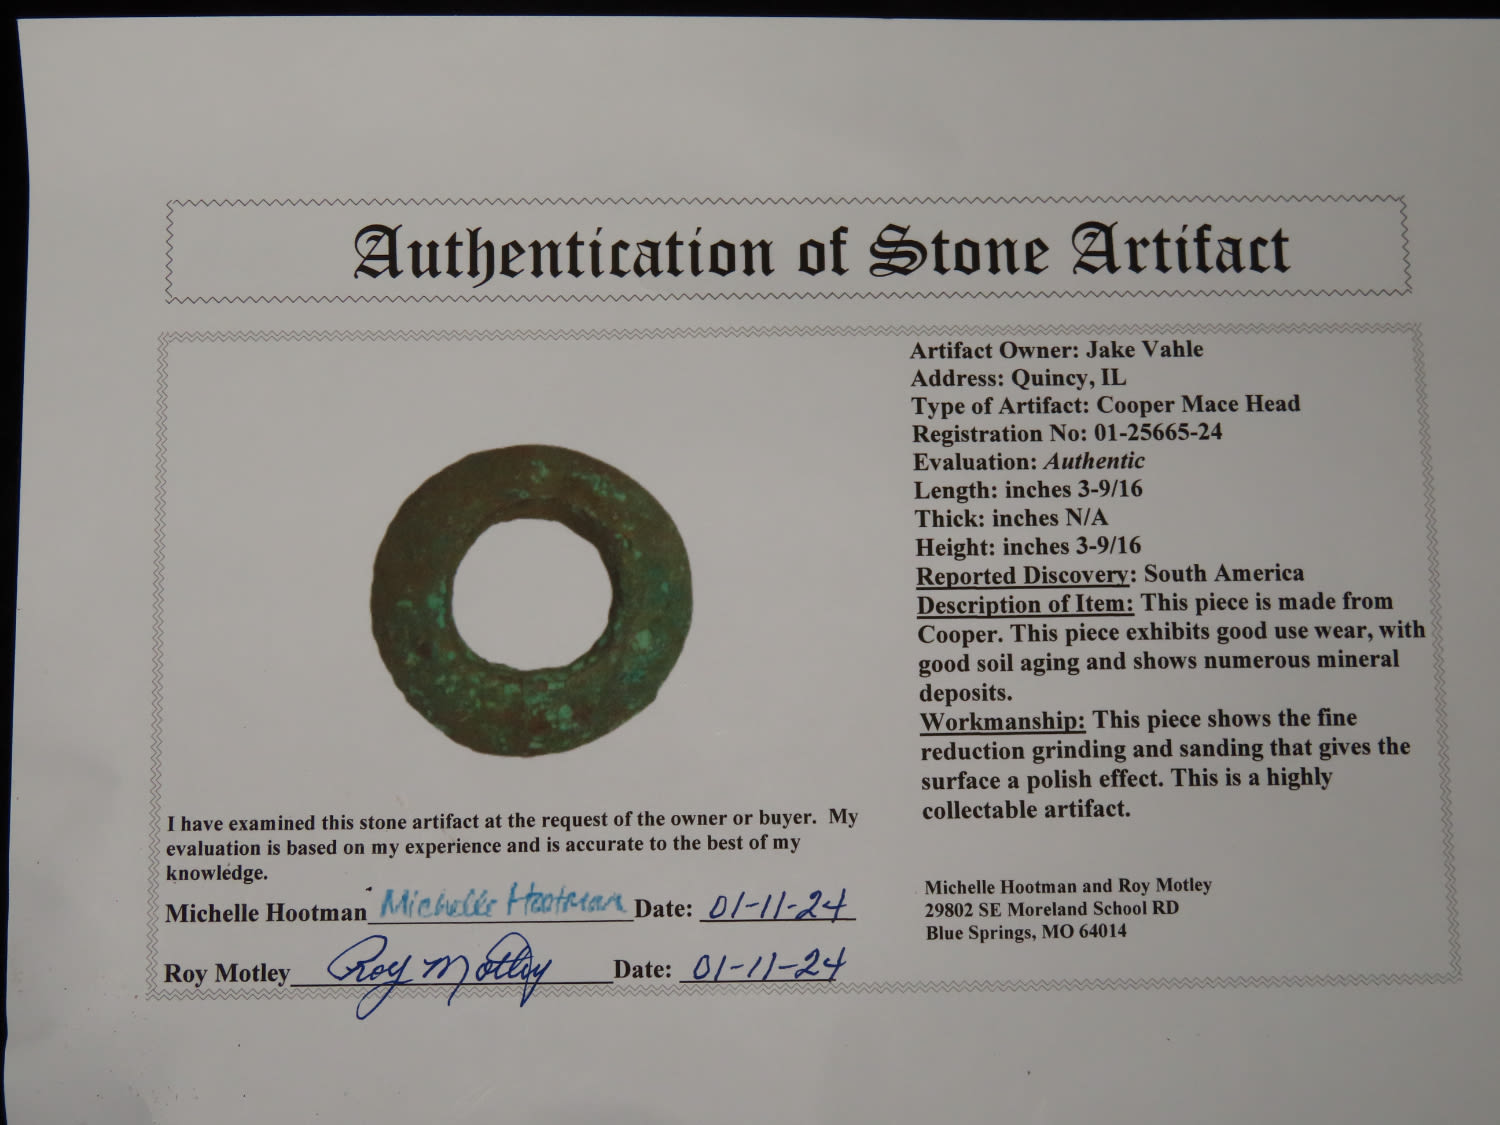 Authentication of Stone Artifact
Artifact Owner: Jake Vahle
Address: Quincy, IL
Type of Artifact: Cooper Mace Head
Registration No: 01-25665-24
Evaluation: Authentic
Length: inches 3-9/16
Thick: inches N/A
Height: inches 3-9/16
Reported Discovery: South America
Description of Item: This piece is made from
Cooper. This piece exhibits good use wear, with
good soil aging and shows numerous mineral
deposits.
Workmanship: This piece shows the fine
reduction grinding and sanding that gives the
surface a polish effect. This is a highly
collectable artifact.
I have examined this stone artifact at the request of the owner or buyer. My
evaluation is based on my experience and is accurate to the best of my
knowledge.
Michelle Hootman Michelle Hootman Date: 01-11-24
Roy Motley Roy Motley Date: 01-11-24
Michelle Hootman and Roy Motley
29802 SE Moreland School RD
Blue Springs, MO 64014